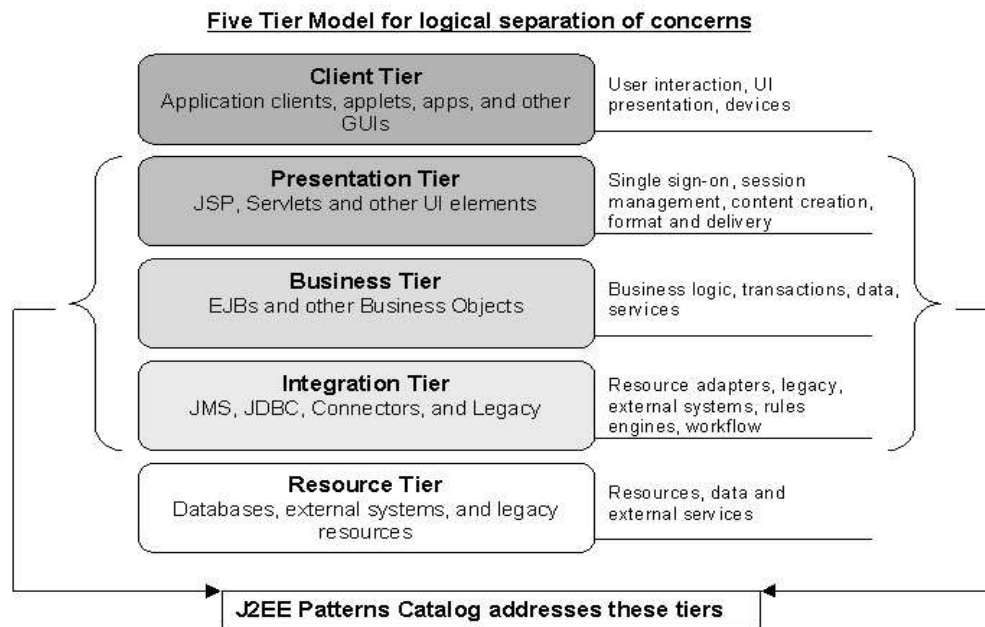 Five Tier Model for logical separation of concerns
Client Tier
Application clients, applets, apps, and other
GUIs
User interaction, UI
presentation, devices
Presentation Tier
JSP, Servlets and other UI elements
Single sign-on, session
management, content creation,
format and delivery
Business Tier
EJBs and other Business Objects
Business logic, transactions, data,
services
Integration Tier
JMS, JDBC, Connectors, and Legacy
Resource adapters, legacy,
external systems, rules
engines, workflow
Resource Tier
Databases, external systems, and legacy
resources
Resources, data and
external services
J2EE Patterns Catalog addresses these tiers